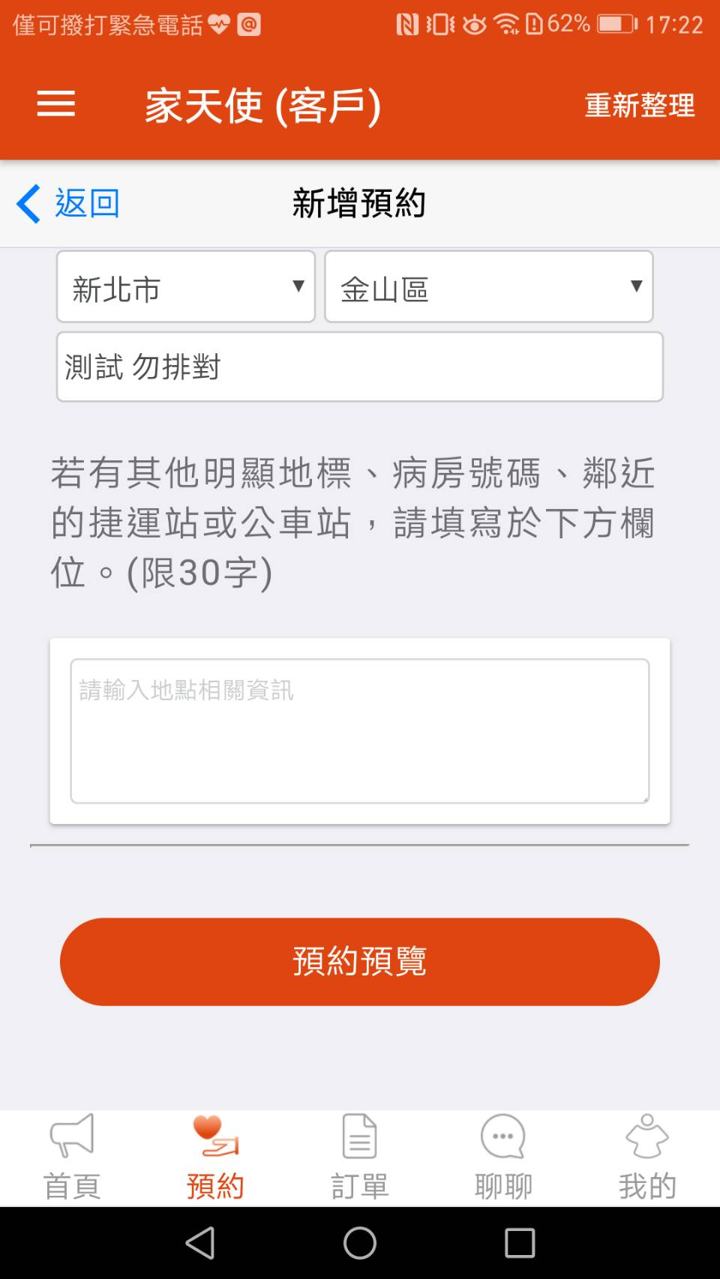 僅可撥打緊急電話 62% 17:22
家天使 (客戶) 重新整理
返回 新增預約
新北市 金山區
測試 勿排對
若有其他明顯地標、病房號碼、鄰近
的捷運站或公車站，請填寫於下方欄
位。(限30字)
請輸入地點相關資訊
預約預覽
首頁 預約 訂單 聊聊 我的